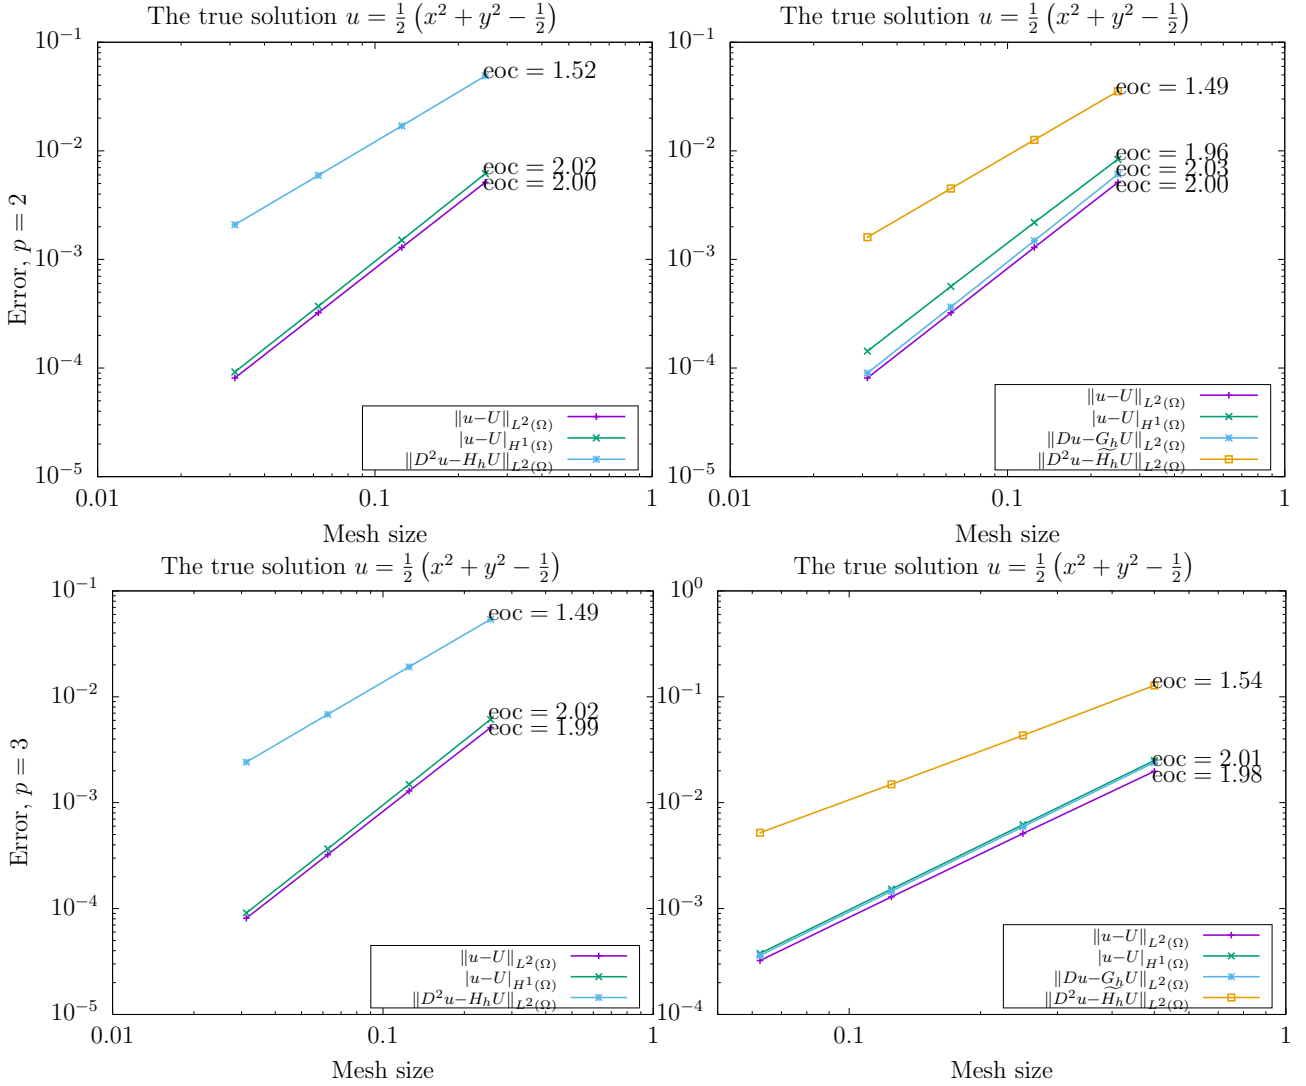 The true solution u = 1/2 (x² + y² − 1/2)
Error, p = 2
10⁻¹
10⁻²
10⁻³
10⁻⁴
10⁻⁵
0.01
0.1
1
Mesh size
eoc = 1.52
eoc = 2.02
eoc = 2.00
‖u−U‖L²(Ω)
|u−U|H¹(Ω)
‖D²u−HₕU‖L²(Ω)
The true solution u = 1/2 (x² + y² − 1/2)
10⁻¹
10⁻²
10⁻³
10⁻⁴
10⁻⁵
0.01
0.1
1
Mesh size
eoc = 1.49
eoc = 1.96
eoc = 2.03
eoc = 2.00
‖u−U‖L²(Ω)
|u−U|H¹(Ω)
‖Du−GₕU‖L²(Ω)
‖D²u−H̃ₕU‖L²(Ω)
The true solution u = 1/2 (x² + y² − 1/2)
Error, p = 3
10⁻¹
10⁻²
10⁻³
10⁻⁴
10⁻⁵
0.01
0.1
1
Mesh size
eoc = 1.49
eoc = 2.02
eoc = 1.99
‖u−U‖L²(Ω)
|u−U|H¹(Ω)
‖D²u−HₕU‖L²(Ω)
The true solution u = 1/2 (x² + y² − 1/2)
10⁰
10⁻¹
10⁻²
10⁻³
10⁻⁴
0.1
1
Mesh size
eoc = 1.54
eoc = 2.01
eoc = 1.98
‖u−U‖L²(Ω)
|u−U|H¹(Ω)
‖Du−GₕU‖L²(Ω)
‖D²u−H̃ₕU‖L²(Ω)